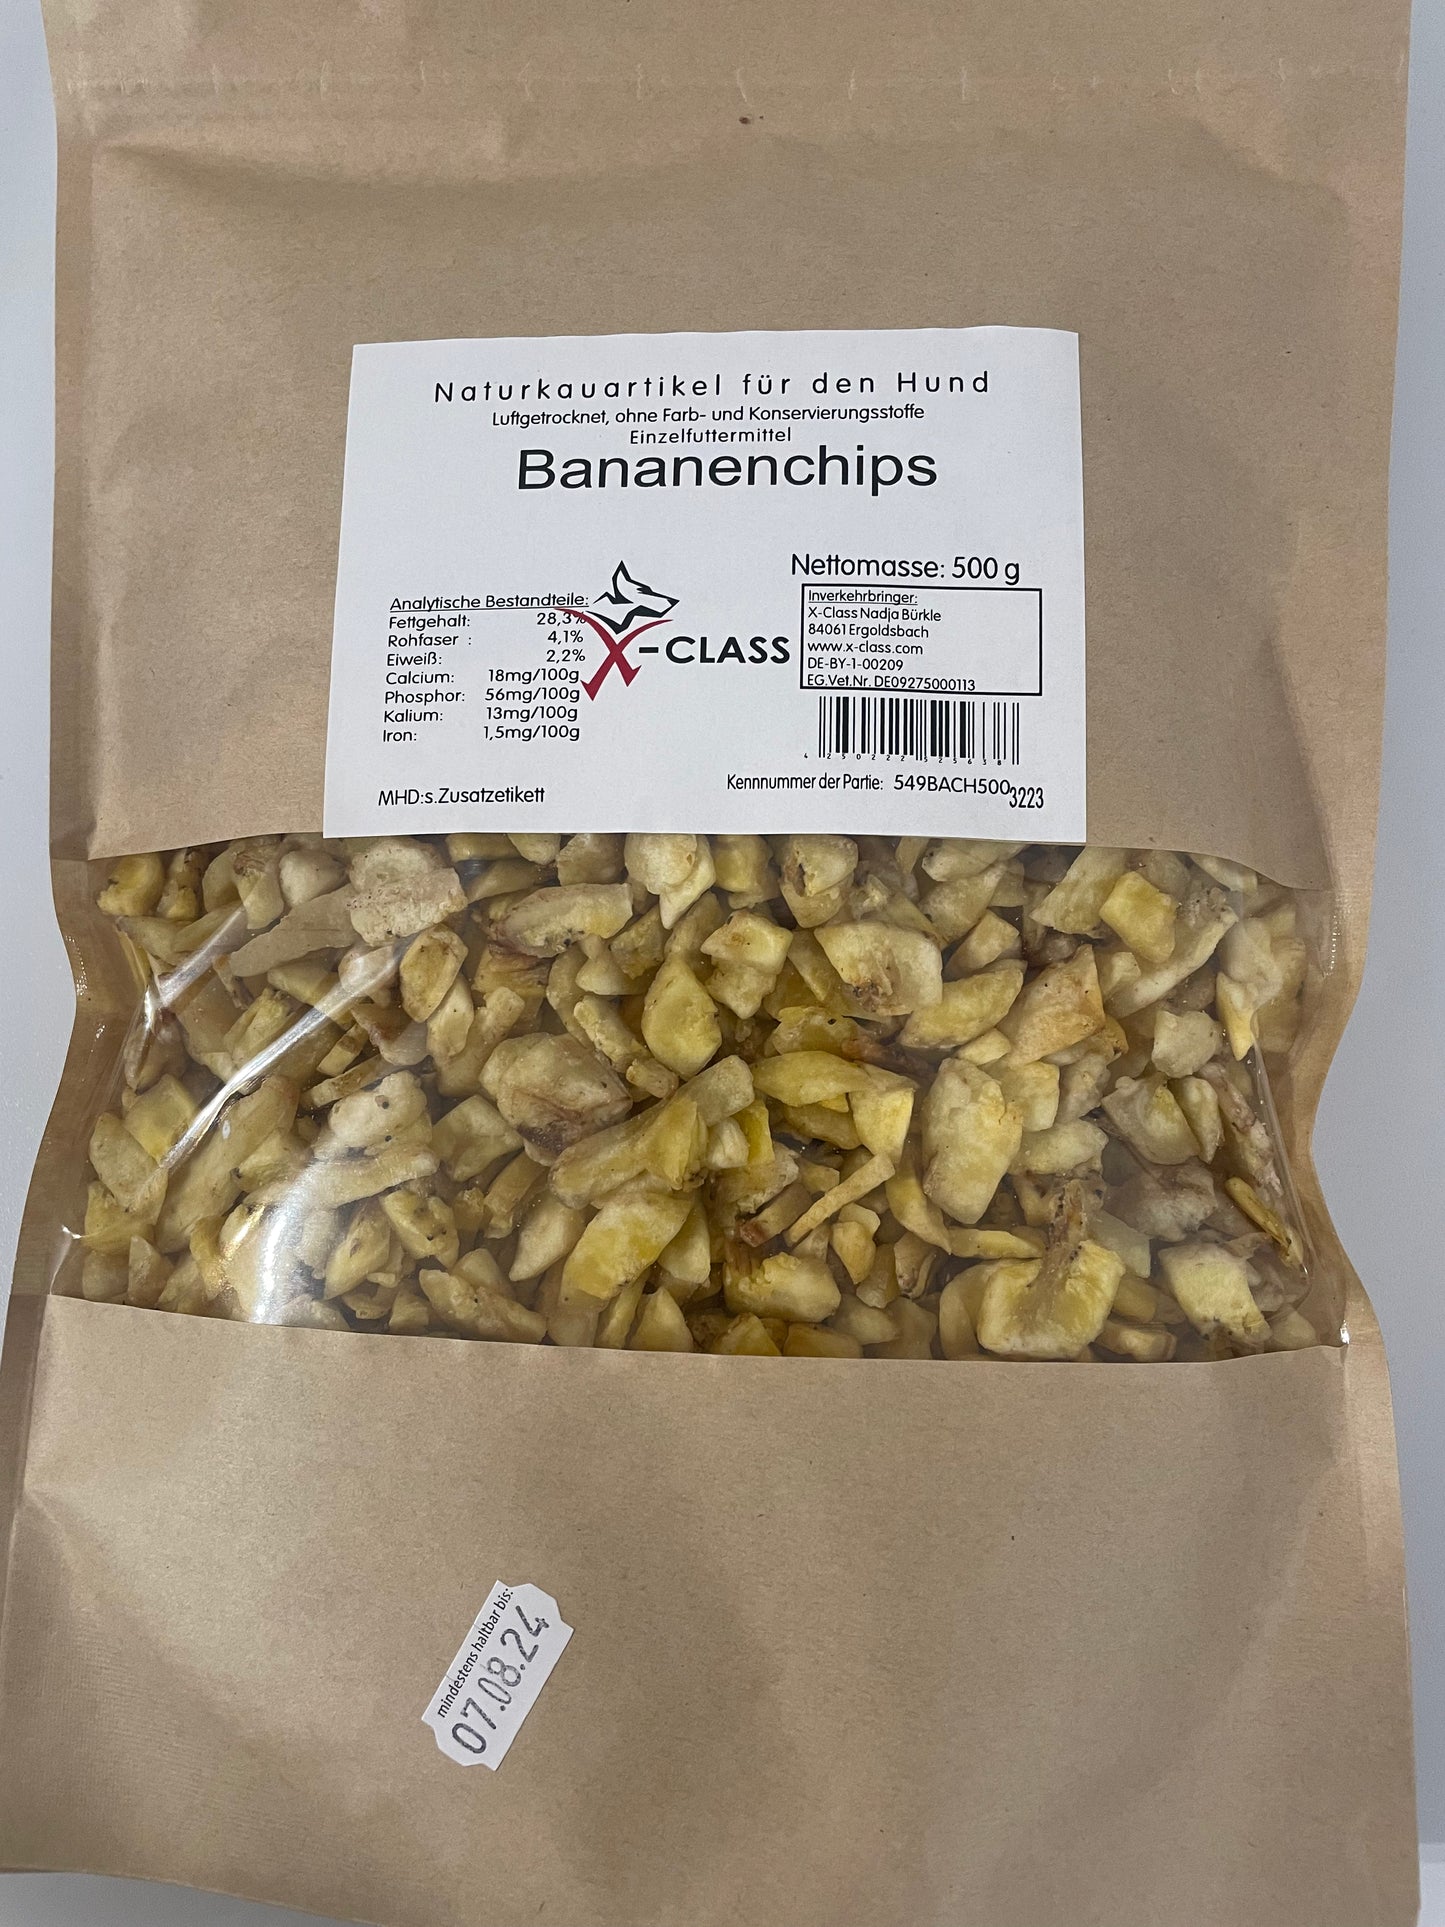 Naturkauartikel für den Hund
Luftgetrocknet, ohne Farb- und Konservierungsstoffe
Einzelfuttermittel
Bananenchips
Nettomasse: 500 g
Analytische Bestandteile:
Fettgehalt: 28,3%
Rohfaser : 4,1%
Eiweiß: 2,2%
Calcium: 18mg/100g
Phosphor: 56mg/100g
Kalium: 13mg/100g
Iron: 1,5mg/100g
X-CLASS
Inverkehrbringer:
X-Class Nadja Bürkle
84061 Ergoldsbach
www.x-class.com
DE-BY-1-00209
EG.Vet.Nr. DE09275000113
4 250222 525638
MHD:s.Zusatzetikett
Kennnummer der Partie: 549BACH500
3223
mindestens haltbar bis:
07.08.24